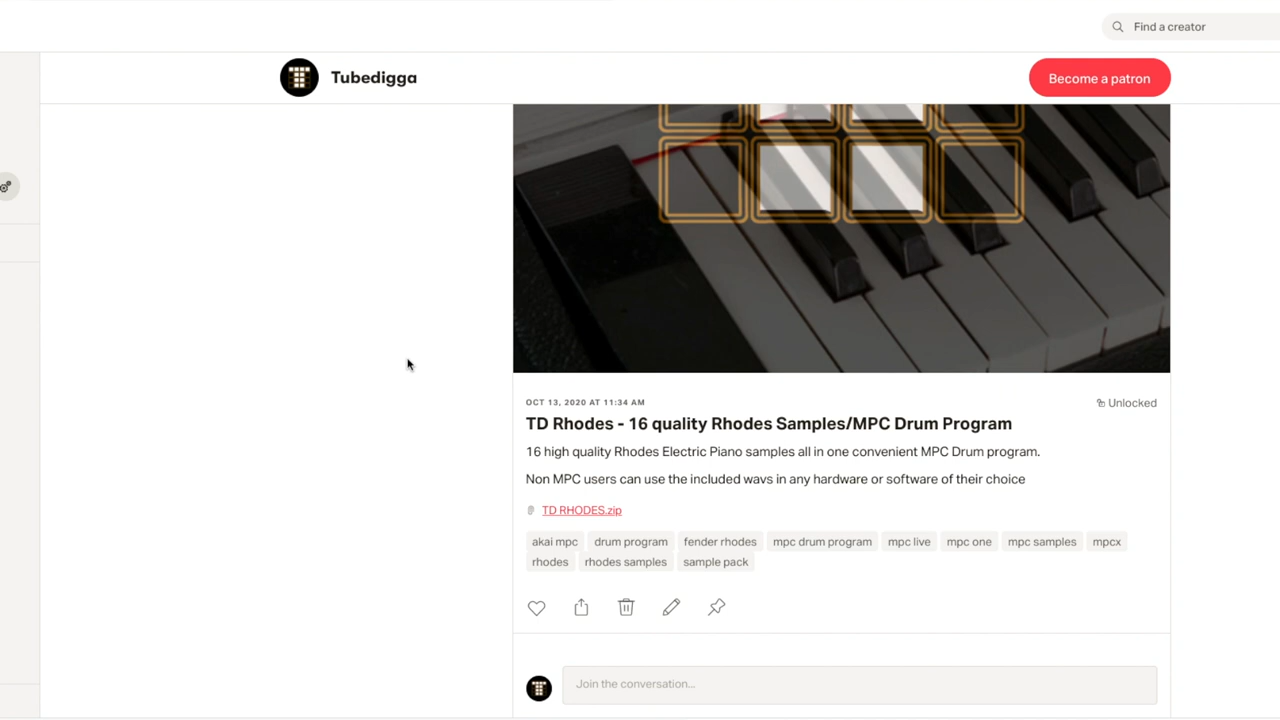 Find a creator
Tubedigga
Become a patron
OCT 13, 2020 AT 11:34 AM
Unlocked
TD Rhodes - 16 quality Rhodes Samples/MPC Drum Program
16 high quality Rhodes Electric Piano samples all in one convenient MPC Drum program.
Non MPC users can use the included wavs in any hardware or software of their choice
TD RHODES.zip
akai mpc drum program fender rhodes mpc drum program mpc live mpc one mpc samples mpcx
rhodes rhodes samples sample pack
Join the conversation...